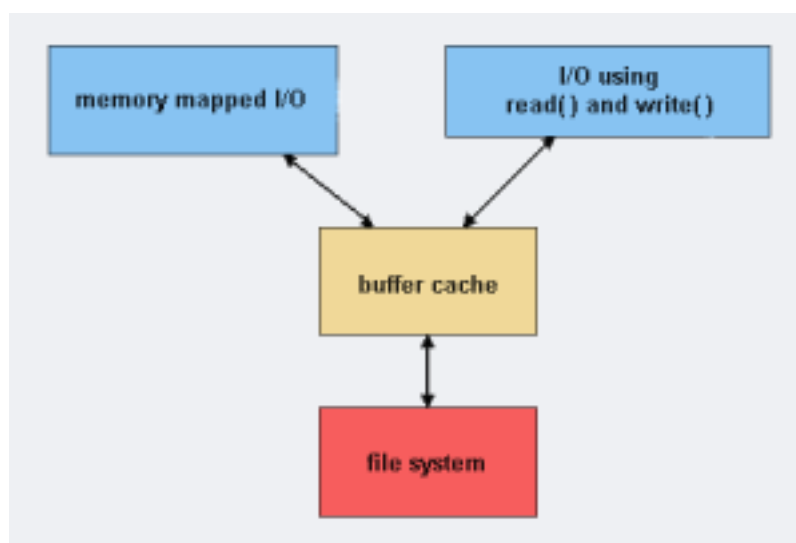 memory mapped I/O
I/O using
read( ) and write( )
buffer cache
file system